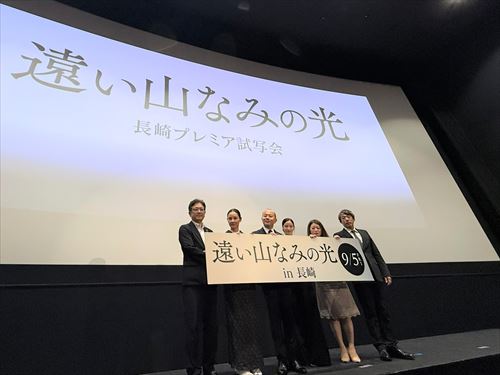 遠い山なみの光
長崎プレミア試写会
遠い山なみの光
in 長崎
9/5